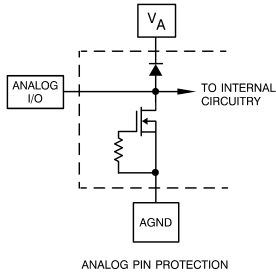 VA
ANALOG
I/O
TO INTERNAL
CIRCUITRY
AGND
ANALOG PIN PROTECTION